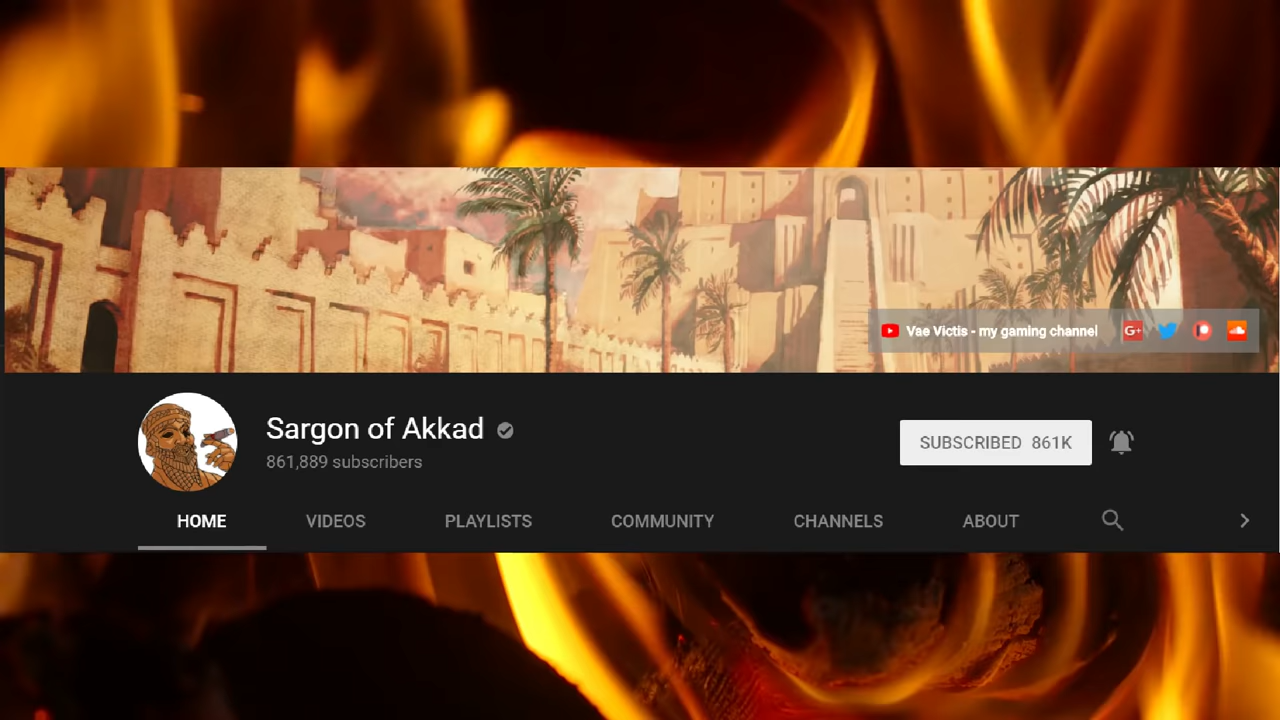 Vae Victis - my gaming channel
G+
Sargon of Akkad
861,889 subscribers
SUBSCRIBED 861K
HOME VIDEOS PLAYLISTS COMMUNITY CHANNELS ABOUT